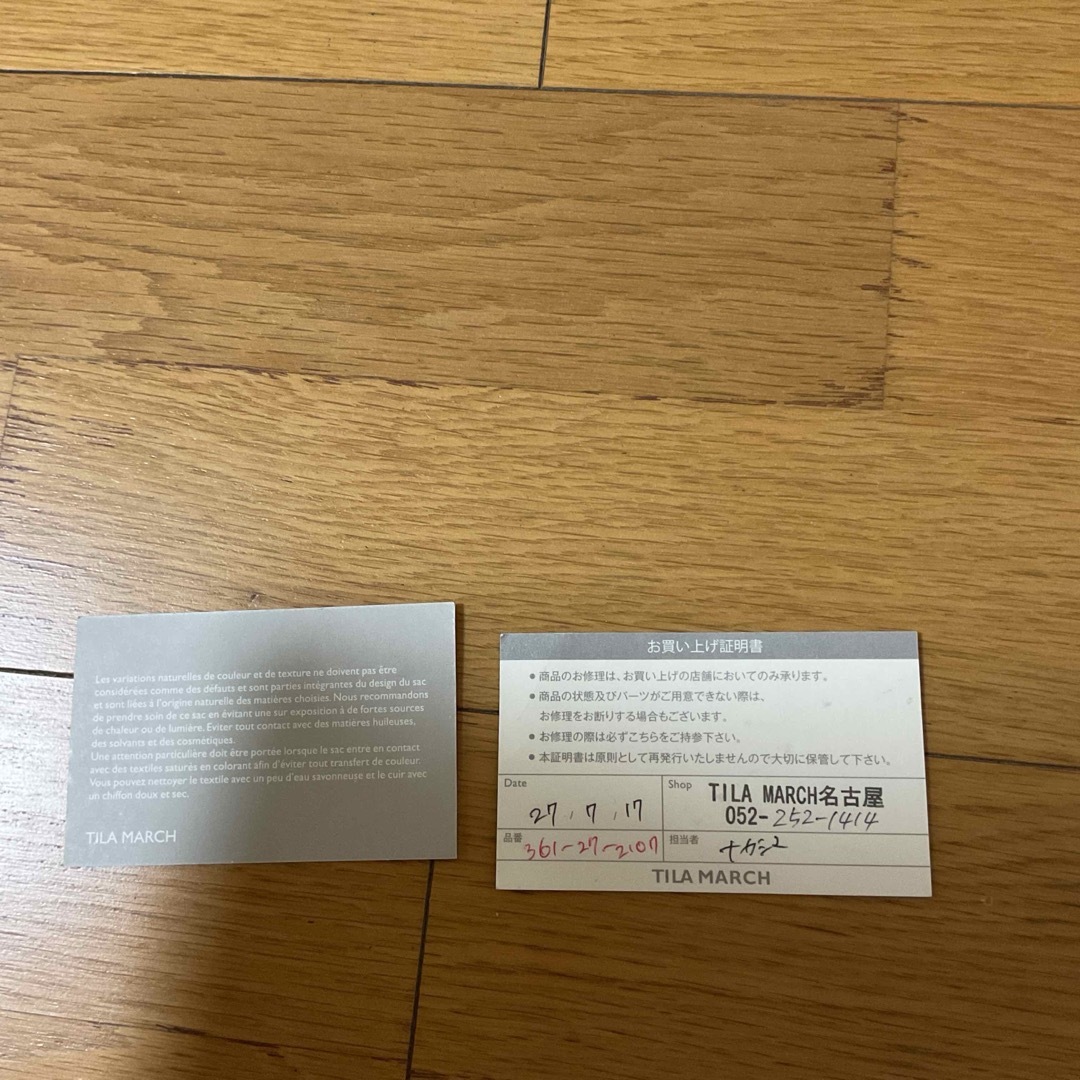 Les variations naturelles de couleur et de texture ne doivent pas être
considérées comme des défauts et sont parties intégrantes du design du sac
et sont liées à l'origine naturelle des matières choisies. Nous recommandons
de prendre soin de ce sac en évitant une sur exposition à de fortes sources
de chaleur ou de lumière. Eviter tout contact avec des matières huileuses,
des solvants et des cosmétiques.
Une attention particulière doit être portée lorsque le sac entre en contact
avec des textiles saturés en colorant afin d'éviter tout transfert de couleur.
Vous pouvez nettoyer le textile avec un peu d'eau savonneuse et le cuir avec
un chiffon doux et sec.
TILA MARCH
お買い上げ証明書
● 商品のお修理は、お買い上げの店舗においてのみ承ります。
● 商品の状態及びパーツがご用意できない際は、
お修理をお断りする場合もございます。
● お修理の際は必ずこちらをご持参下さい。
● 本証明書は原則として再発行いたしませんので大切に保管して下さい。
Date
27, 7, 17
Shop
TILA MARCH名古屋
052-252-1414
品番
361-27-2107
担当者
TILA MARCH